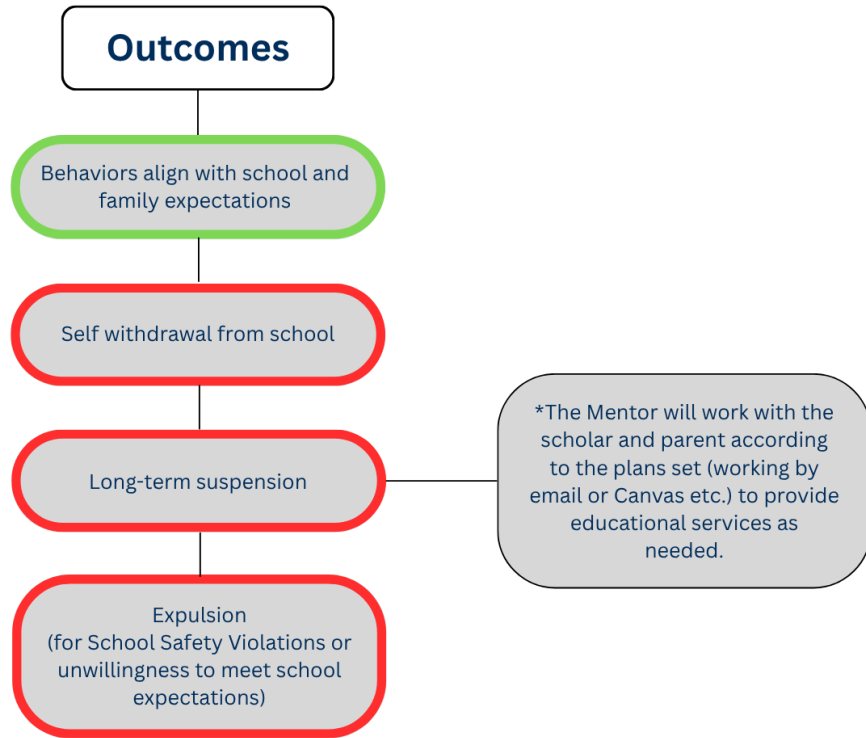 Outcomes
Behaviors align with school and
family expectations
Self withdrawal from school
Long-term suspension
*The Mentor will work with the
scholar and parent according
to the plans set (working by
email or Canvas etc.) to provide
educational services as
needed.
Expulsion
(for School Safety Violations or
unwillingness to meet school
expectations)